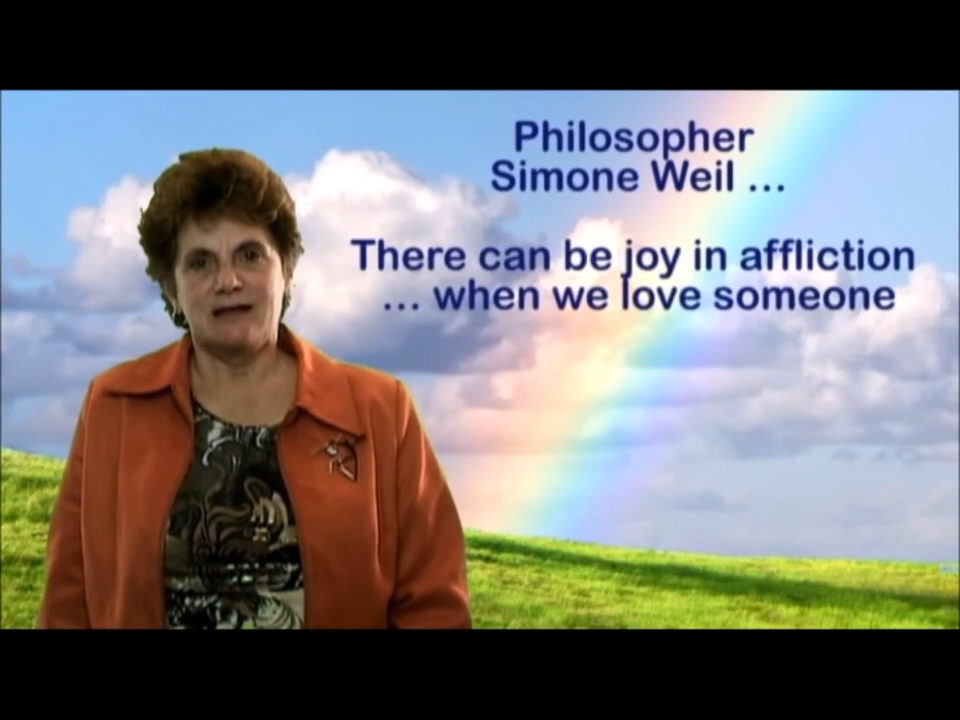 Philosopher
Simone Weil ...
There can be joy in affliction
... when we love someone